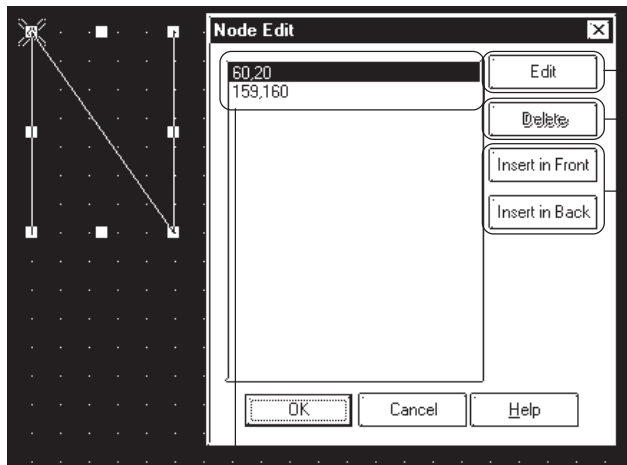 Node Edit
60,20
159,160
Edit
Delete
Insert in Front
Insert in Back
OK
Cancel
Help